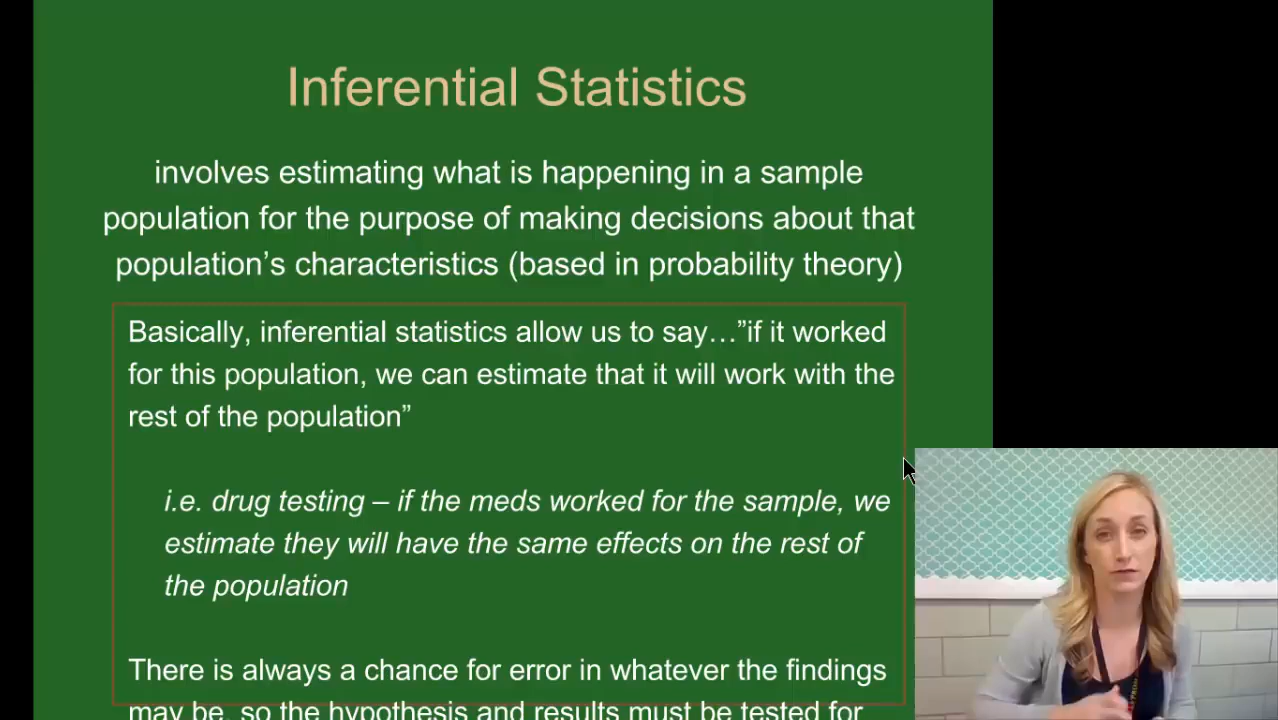 Inferential Statistics
involves estimating what is happening in a sample
population for the purpose of making decisions about that
population’s characteristics (based in probability theory)
Basically, inferential statistics allow us to say…”if it worked
for this population, we can estimate that it will work with the
rest of the population”
i.e. drug testing – if the meds worked for the sample, we
estimate they will have the same effects on the rest of
the population
There is always a chance for error in whatever the findings
may be, so the hypothesis and results must be tested for